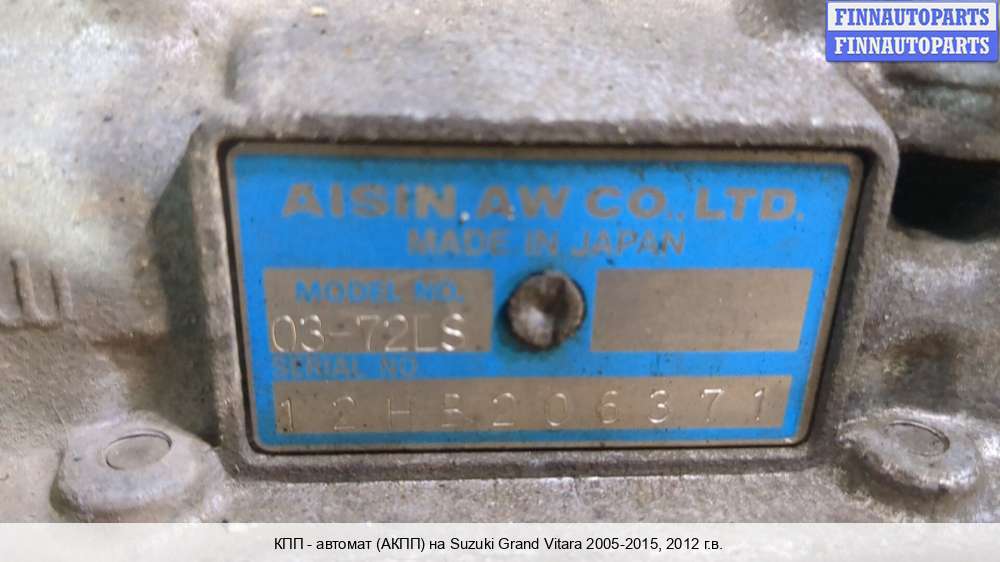 FINNAUTOPARTS
FINNAUTOPARTS
AISIN.AW CO., LTD.
MADE IN JAPAN
MODEL NO.
03-72LS
SERIAL NO.
12HB206371
КПП - автомат (АКПП) на Suzuki Grand Vitara 2005-2015, 2012 г.в.